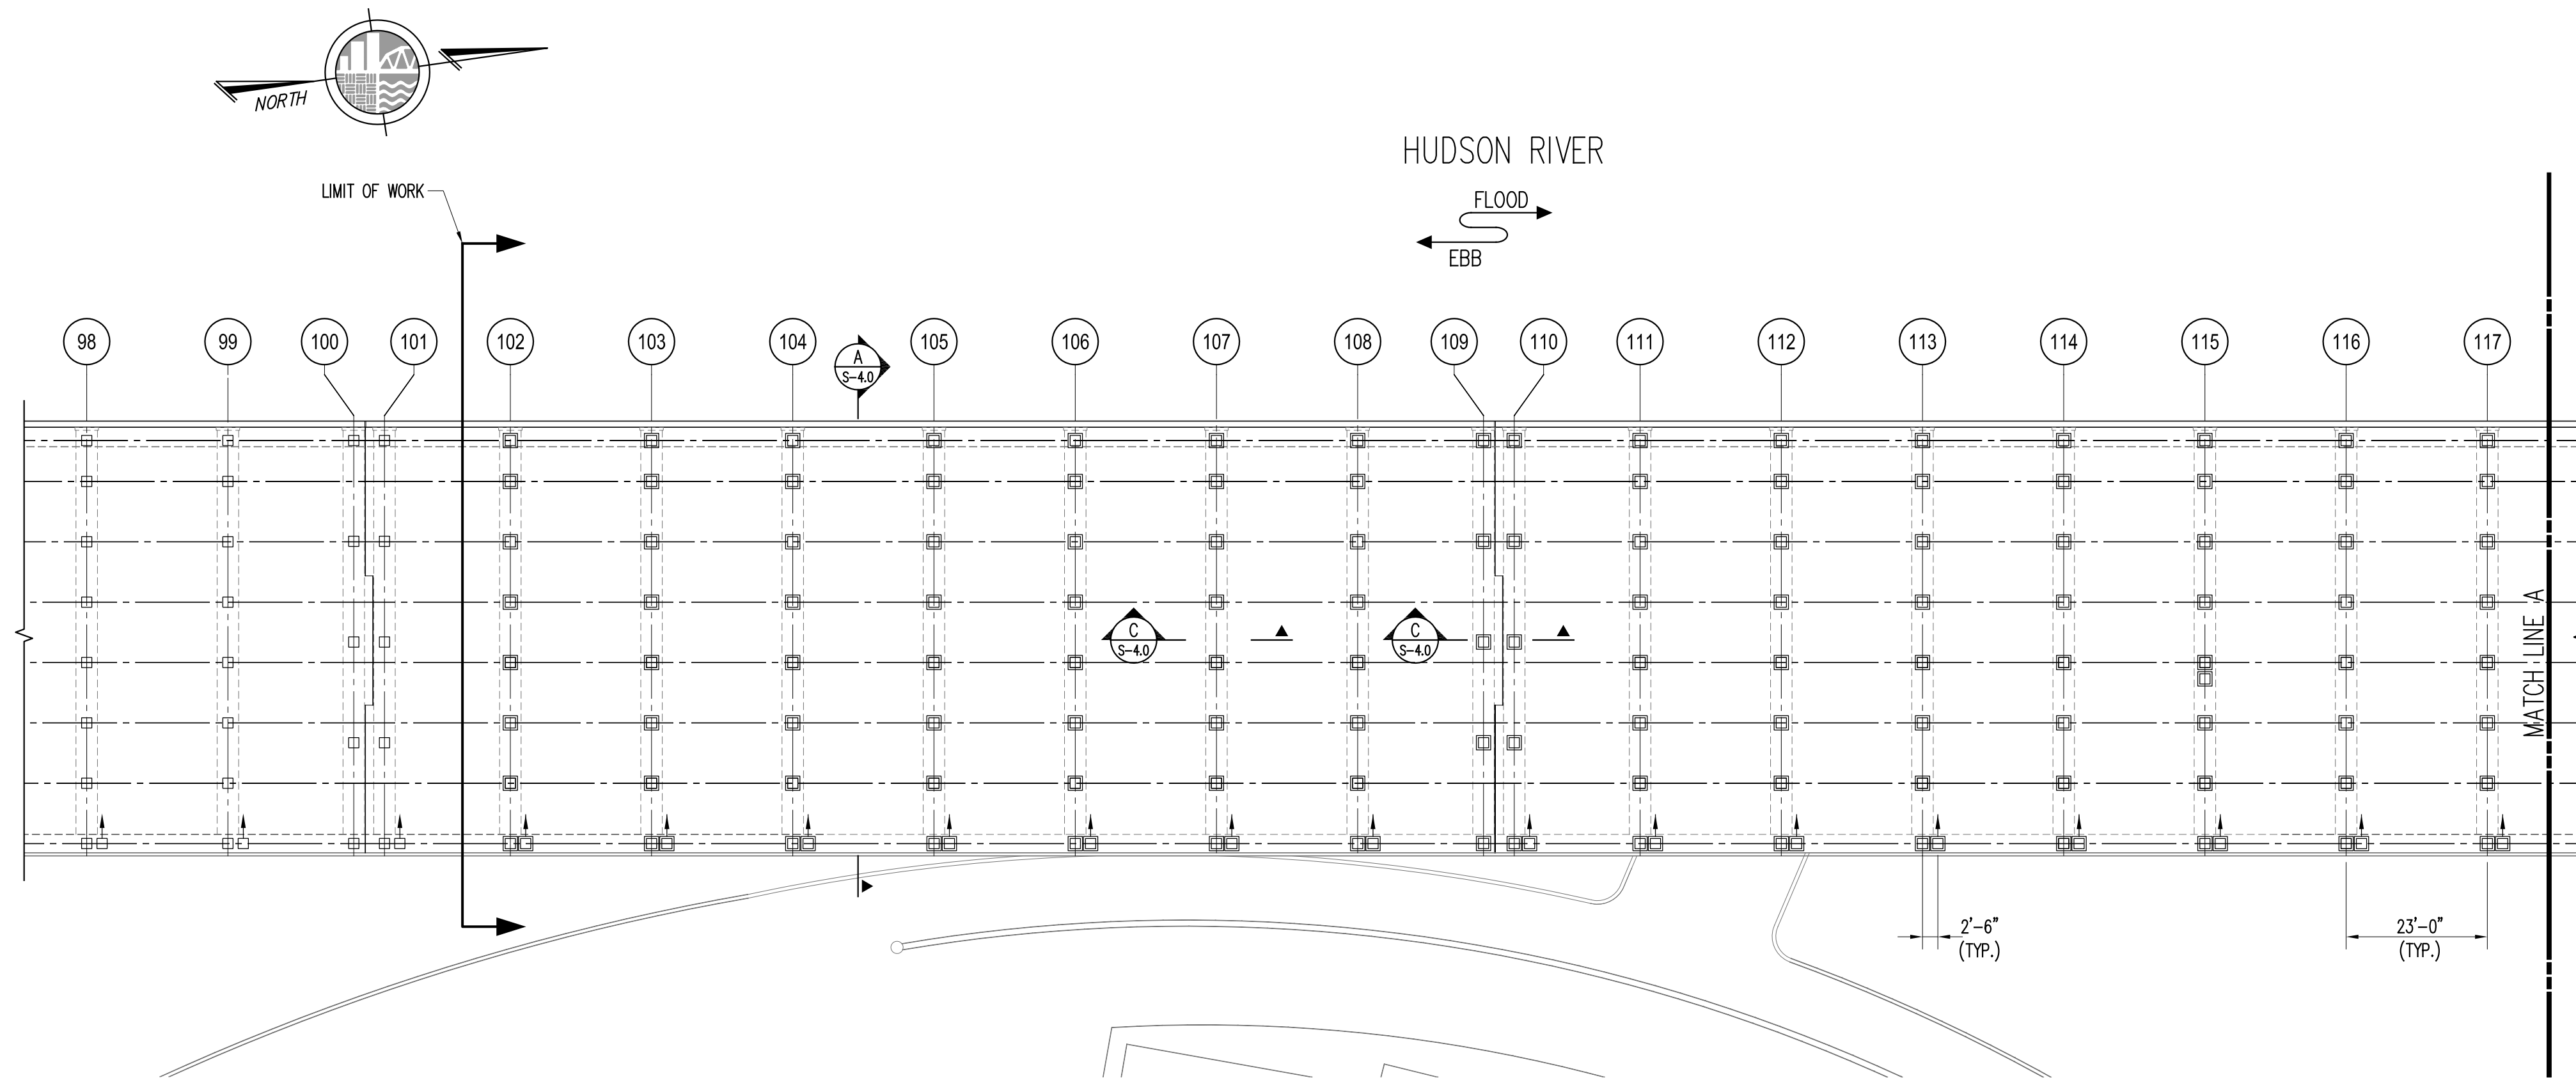 NORTH
HUDSON RIVER
LIMIT OF WORK
FLOOD
EBB
98 99 100 101 102 103 104 105 106 107 108 109 110 111 112 113 114 115 116 117
A
S-4.0
C
S-4.0
C
S-4.0
MATCH LINE A
2'-6"
(TYP.)
23'-0"
(TYP.)